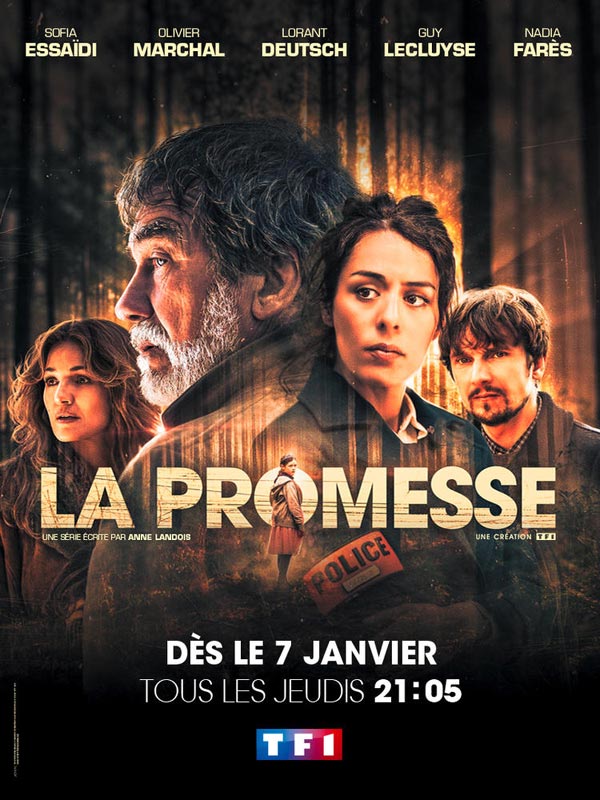 SOFIA ESSAÏDI
OLIVIER MARCHAL
LORANT DEUTSCH
GUY LECLUYSE
NADIA FARÈS
LA PROMESSE
UNE SÉRIE ÉCRITE PAR ANNE LANDOIS
UNE CRÉATION TF1
POLICE
DÈS LE 7 JANVIER
TOUS LES JEUDIS 21:05
TF1